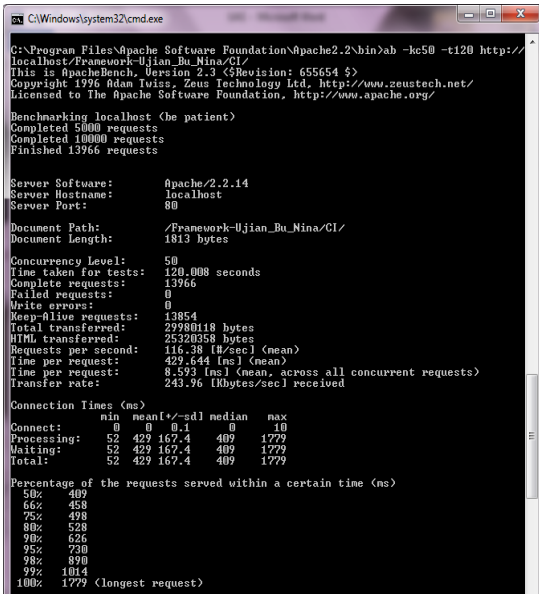 C:\Windows\system32\cmd.exe
C:\Program Files\Apache Software Foundation\Apache2.2\bin>ab -kc50 -t120 http://
localhost/Framework-Ujian_Bu_Nina/CI/
This is ApacheBench, Version 2.3 <$Revision: 655654 $>
Copyright 1996 Adam Twiss, Zeus Technology Ltd, http://www.zeustech.net/
Licensed to The Apache Software Foundation, http://www.apache.org/
Benchmarking localhost (be patient)
Completed 5000 requests
Completed 10000 requests
Finished 13966 requests
Server Software: Apache/2.2.14
Server Hostname: localhost
Server Port: 80
Document Path: /Framework-Ujian_Bu_Nina/CI/
Document Length: 1813 bytes
Concurrency Level: 50
Time taken for tests: 120.008 seconds
Complete requests: 13966
Failed requests: 0
Write errors: 0
Keep-Alive requests: 13854
Total transferred: 29980118 bytes
HTML transferred: 25320358 bytes
Requests per second: 116.38 [#/sec] (mean)
Time per request: 429.644 [ms] (mean)
Time per request: 8.593 [ms] (mean, across all concurrent requests)
Transfer rate: 243.96 [Kbytes/sec] received
Connection Times (ms)
min mean[+/-sd] median max
Connect: 0 0 0.1 0 10
Processing: 52 429 167.4 409 1779
Waiting: 52 429 167.4 409 1779
Total: 52 429 167.4 409 1779
Percentage of the requests served within a certain time (ms)
50% 409
66% 458
75% 498
80% 528
90% 626
95% 730
98% 890
99% 1014
100% 1779 (longest request)